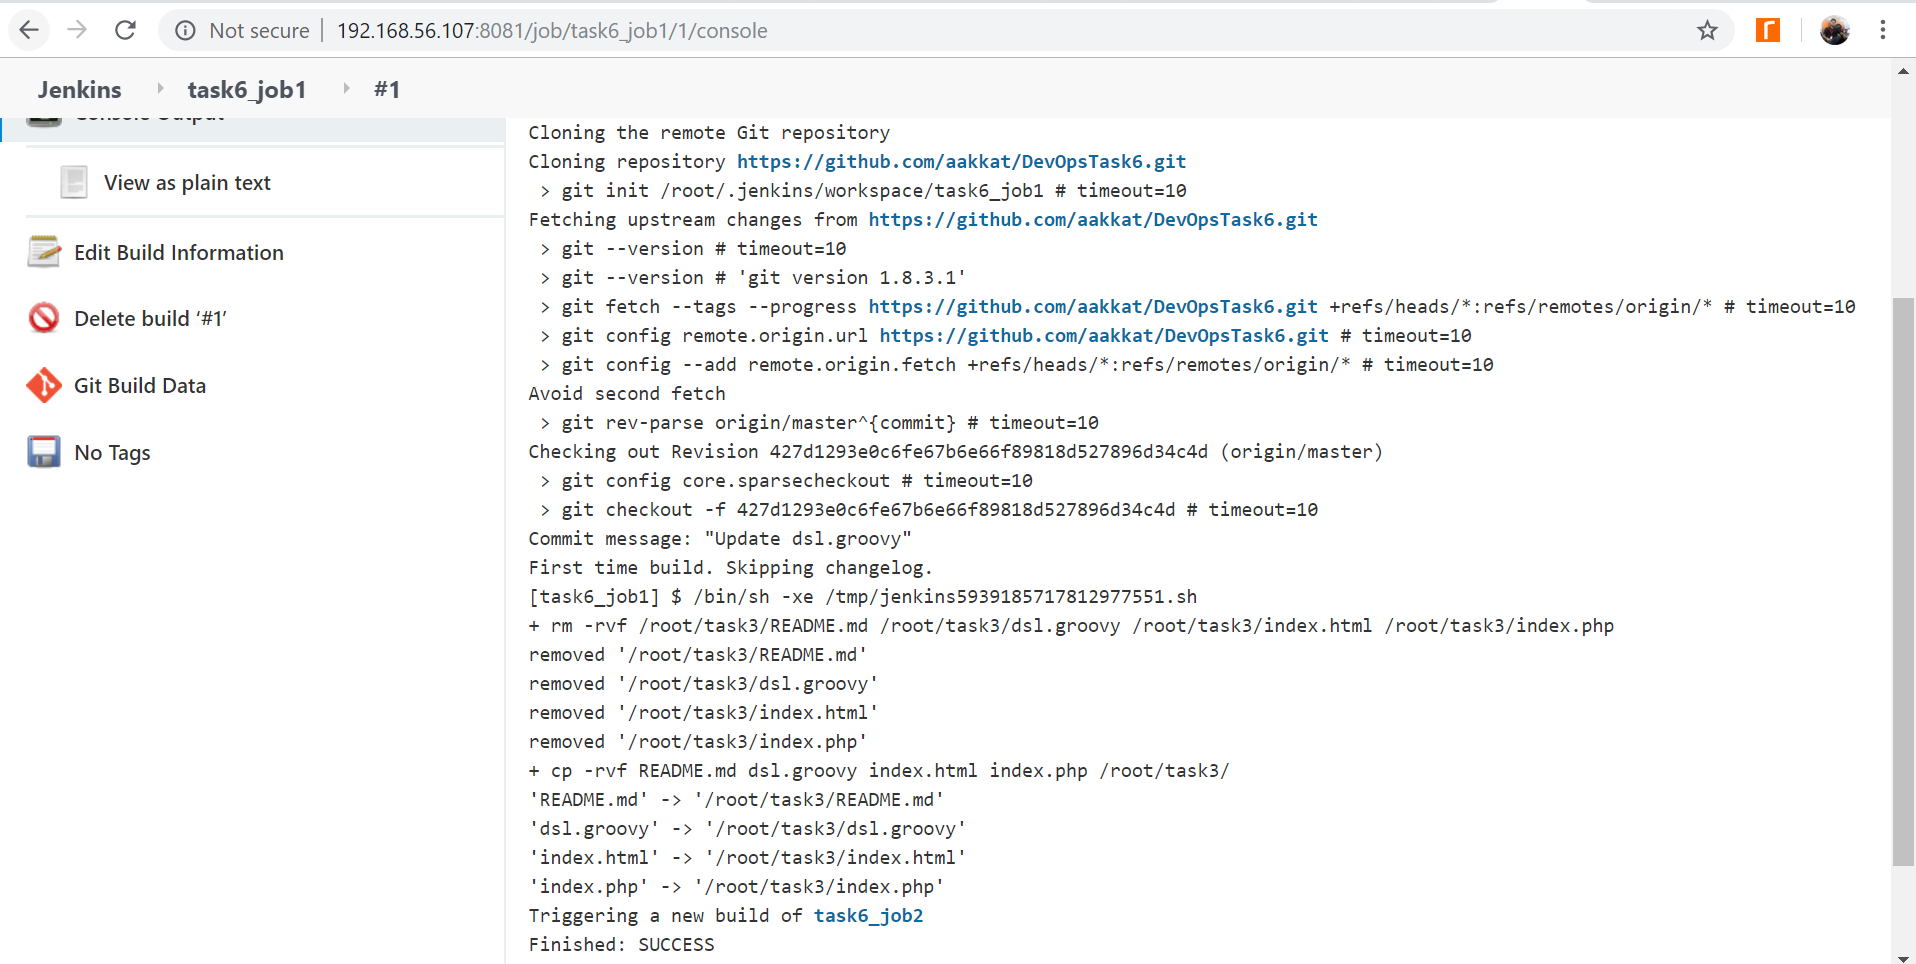 Not secure | 192.168.56.107:8081/job/task6_job1/1/console
Jenkins task6_job1 #1
Console Output
View as plain text
Edit Build Information
Delete build ‘#1’
Git Build Data
No Tags
Cloning the remote Git repository
Cloning repository https://github.com/aakkat/DevOpsTask6.git
> git init /root/.jenkins/workspace/task6_job1 # timeout=10
Fetching upstream changes from https://github.com/aakkat/DevOpsTask6.git
> git --version # timeout=10
> git --version # 'git version 1.8.3.1'
> git fetch --tags --progress https://github.com/aakkat/DevOpsTask6.git +refs/heads/*:refs/remotes/origin/* # timeout=10
> git config remote.origin.url https://github.com/aakkat/DevOpsTask6.git # timeout=10
> git config --add remote.origin.fetch +refs/heads/*:refs/remotes/origin/* # timeout=10
Avoid second fetch
> git rev-parse origin/master^{commit} # timeout=10
Checking out Revision 427d1293e0c6fe67b6e66f89818d527896d34c4d (origin/master)
> git config core.sparsecheckout # timeout=10
> git checkout -f 427d1293e0c6fe67b6e66f89818d527896d34c4d # timeout=10
Commit message: "Update dsl.groovy"
First time build. Skipping changelog.
[task6_job1] $ /bin/sh -xe /tmp/jenkins5939185717812977551.sh
+ rm -rvf /root/task3/README.md /root/task3/dsl.groovy /root/task3/index.html /root/task3/index.php
removed '/root/task3/README.md'
removed '/root/task3/dsl.groovy'
removed '/root/task3/index.html'
removed '/root/task3/index.php'
+ cp -rvf README.md dsl.groovy index.html index.php /root/task3/
'README.md' -> '/root/task3/README.md'
'dsl.groovy' -> '/root/task3/dsl.groovy'
'index.html' -> '/root/task3/index.html'
'index.php' -> '/root/task3/index.php'
Triggering a new build of task6_job2
Finished: SUCCESS